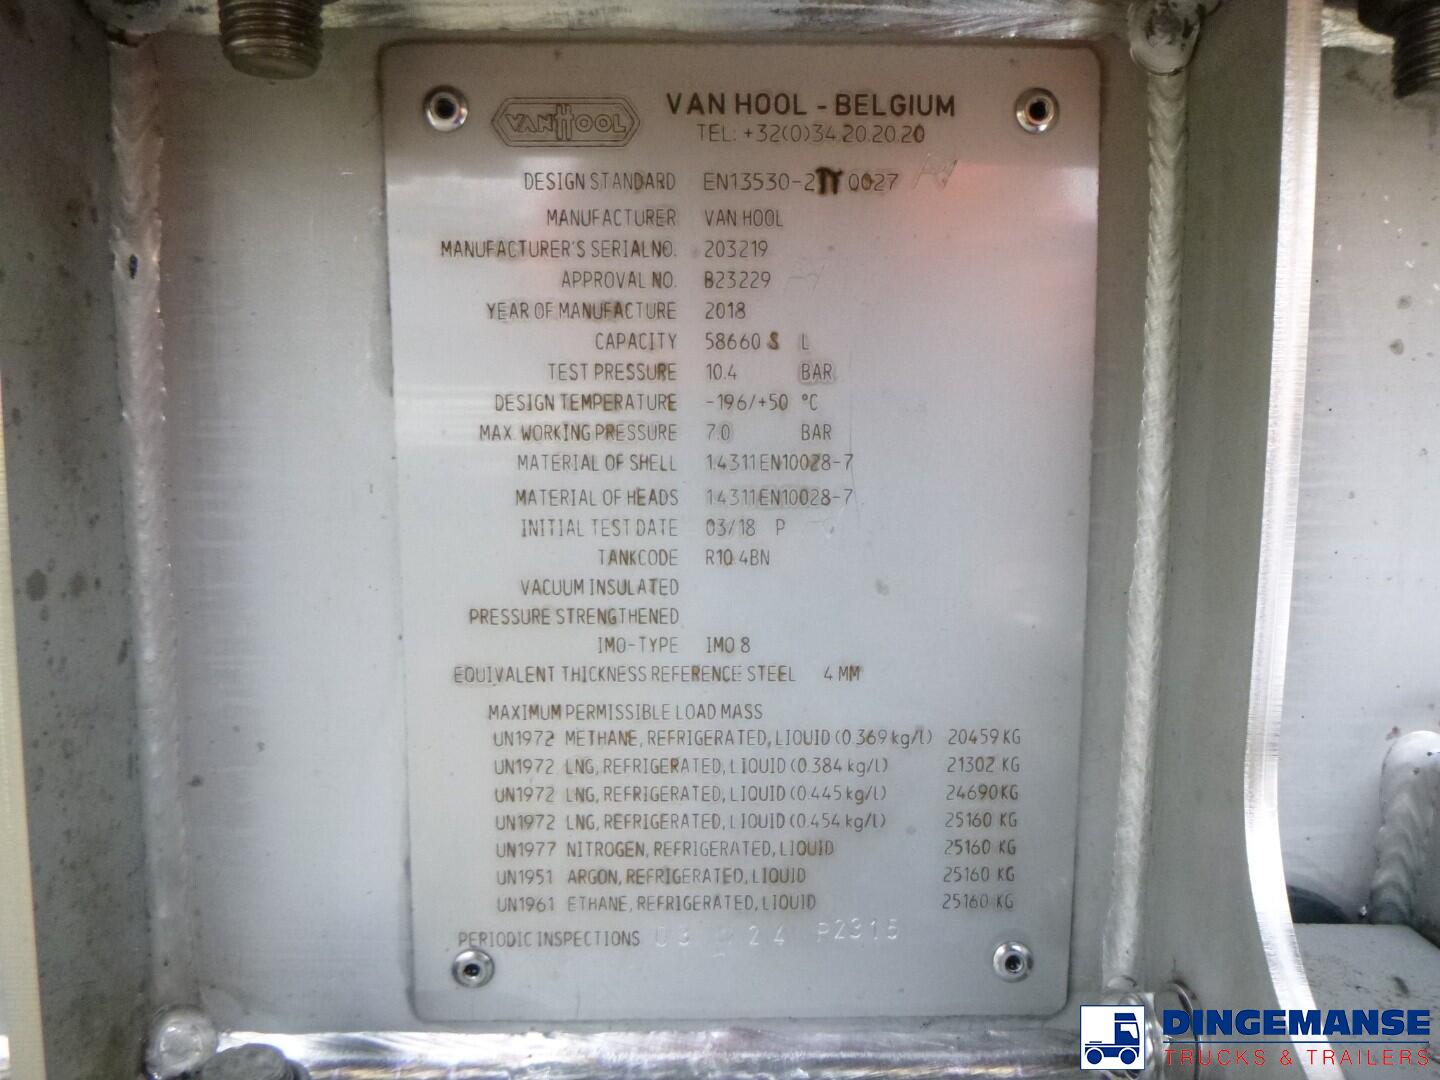 VANHOOL
VAN HOOL - BELGIUM
TEL: +32(0)34.20.20.20
DESIGN STANDARD EN13530-2 0027
MANUFACTURER VAN HOOL
MANUFACTURER'S SERIAL NO. 203219
APPROVAL NO. B23229
YEAR OF MANUFACTURE 2018
CAPACITY 58660 S L
TEST PRESSURE 10.4 BAR
DESIGN TEMPERATURE -196/+50 °C
MAX. WORKING PRESSURE 7.0 BAR
MATERIAL OF SHELL 1.4311 EN10028-7
MATERIAL OF HEADS 1.4311 EN10028-7
INITIAL TEST DATE 03/18 P
TANKCODE R10.4BN
VACUUM INSULATED
PRESSURE STRENGTHENED
IMO-TYPE IMO 8
EQUIVALENT THICKNESS REFERENCE STEEL 4 MM
MAXIMUM PERMISSIBLE LOAD MASS
UN1972 METHANE, REFRIGERATED, LIQUID (0.369 kg/l) 20459 KG
UN1972 LNG, REFRIGERATED, LIQUID (0.384 kg/l) 21302 KG
UN1972 LNG, REFRIGERATED, LIQUID (0.445 kg/l) 24690 KG
UN1972 LNG, REFRIGERATED, LIQUID (0.454 kg/l) 25160 KG
UN1977 NITROGEN, REFRIGERATED, LIQUID 25160 KG
UN1951 ARGON, REFRIGERATED, LIQUID 25160 KG
UN1961 ETHANE, REFRIGERATED, LIQUID 25160 KG
PERIODIC INSPECTIONS 03 24 P2315
DINGEMANSE
TRUCKS & TRAILERS